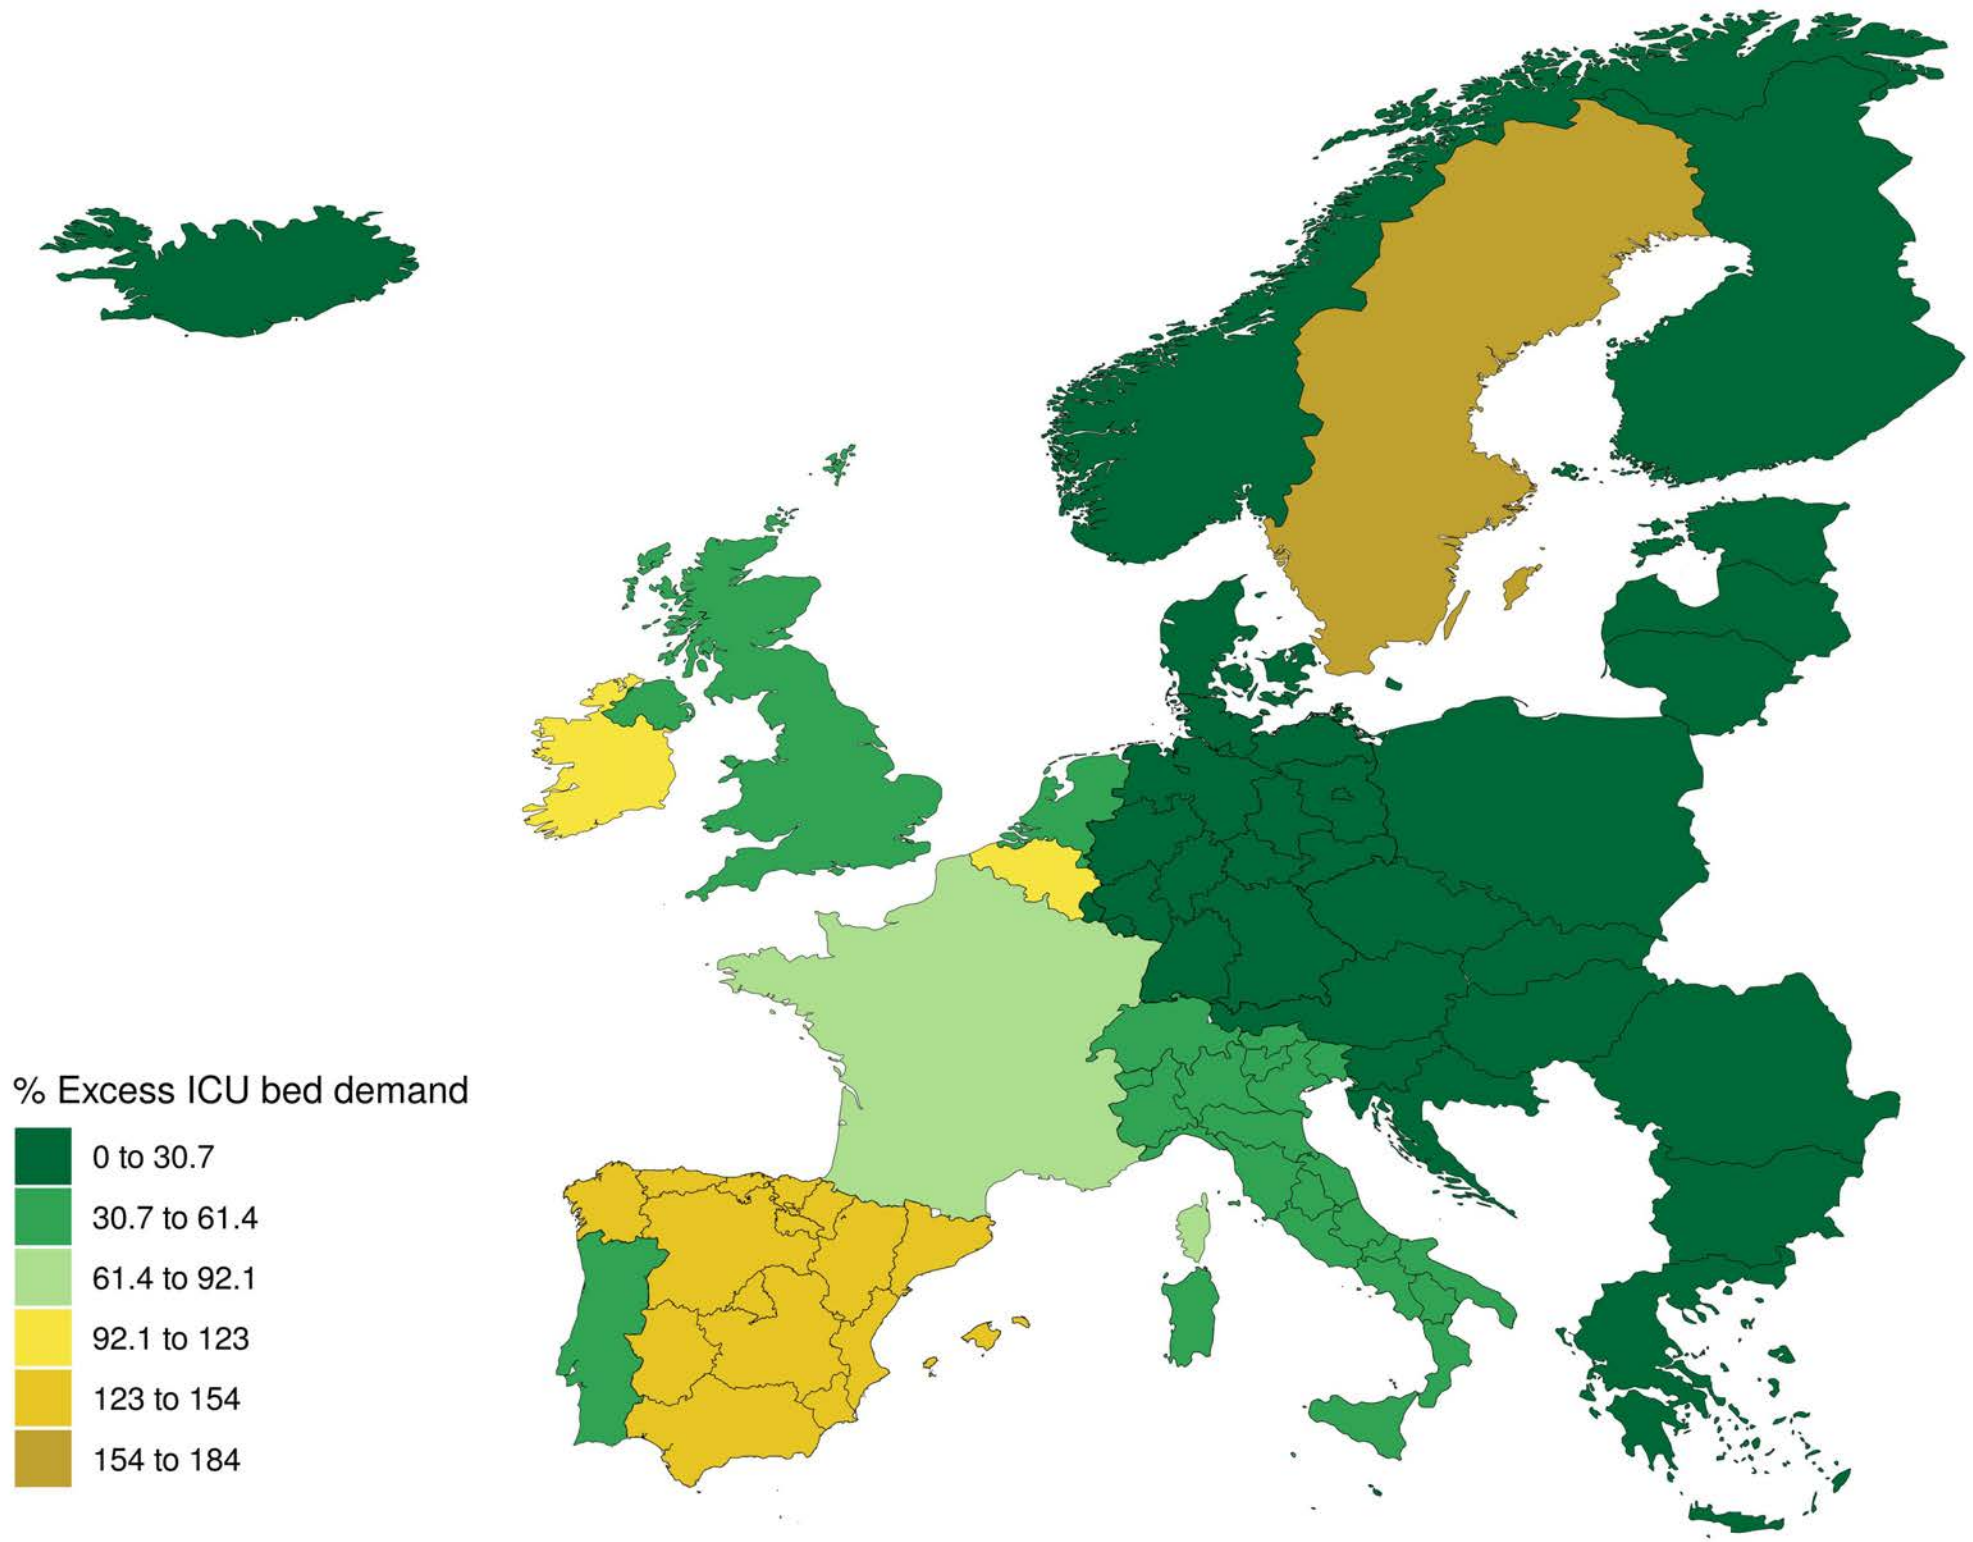 % Excess ICU bed demand
0 to 30.7
30.7 to 61.4
61.4 to 92.1
92.1 to 123
123 to 154
154 to 184